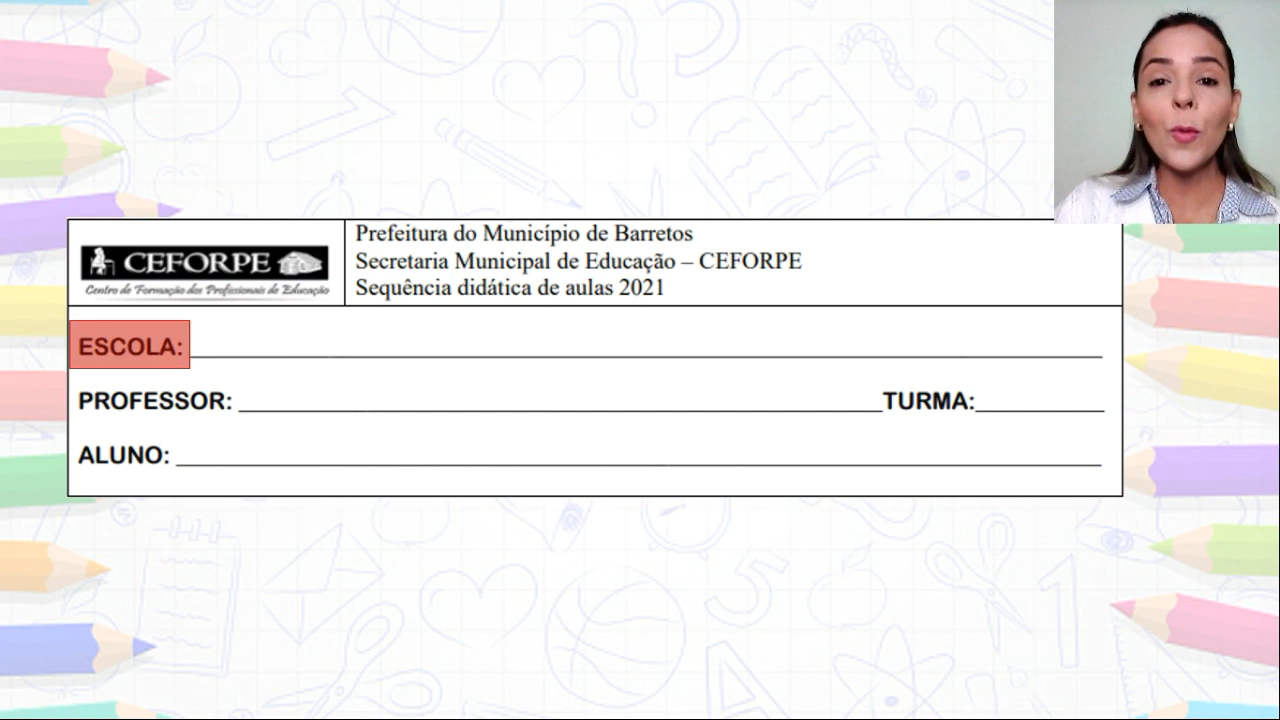 CEFORPE
Centro de Formação dos Profissionais de Educação
Prefeitura do Município de Barretos
Secretaria Municipal de Educação – CEFORPE
Sequência didática de aulas 2021
ESCOLA:
PROFESSOR: TURMA:
ALUNO: